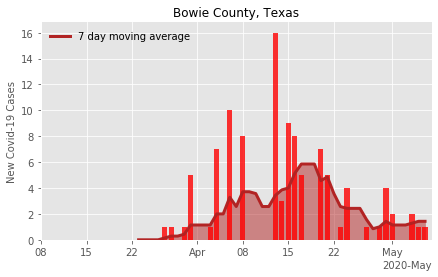 Bowie County, Texas
7 day moving average
New Covid-19 Cases
16
14
12
10
8
6
4
2
0
08
15
22
Apr
08
15
22
May
2020-May